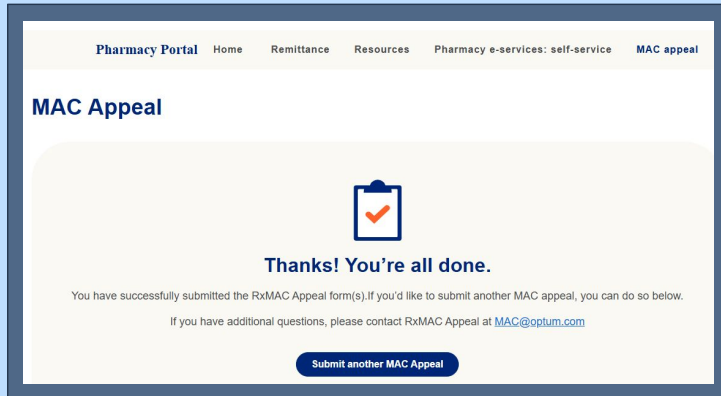 Pharmacy Portal Home Remittance Resources Pharmacy e-services: self-service MAC appeal
MAC Appeal
Thanks! You’re all done.
You have successfully submitted the RxMAC Appeal form(s).If you’d like to submit another MAC appeal, you can do so below.
If you have additional questions, please contact RxMAC Appeal at MAC@optum.com
Submit another MAC Appeal